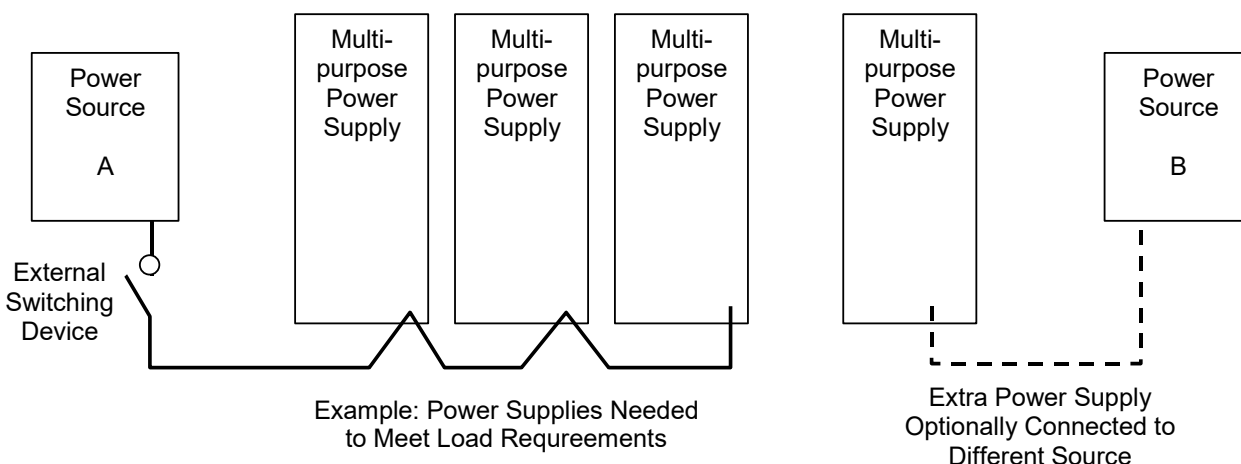 Power
Source
A
External
Switching
Device
Multi-
purpose
Power
Supply
Multi-
purpose
Power
Supply
Multi-
purpose
Power
Supply
Example: Power Supplies Needed
to Meet Load Requreements
Multi-
purpose
Power
Supply
Power
Source
B
Extra Power Supply
Optionally Connected to
Different Source